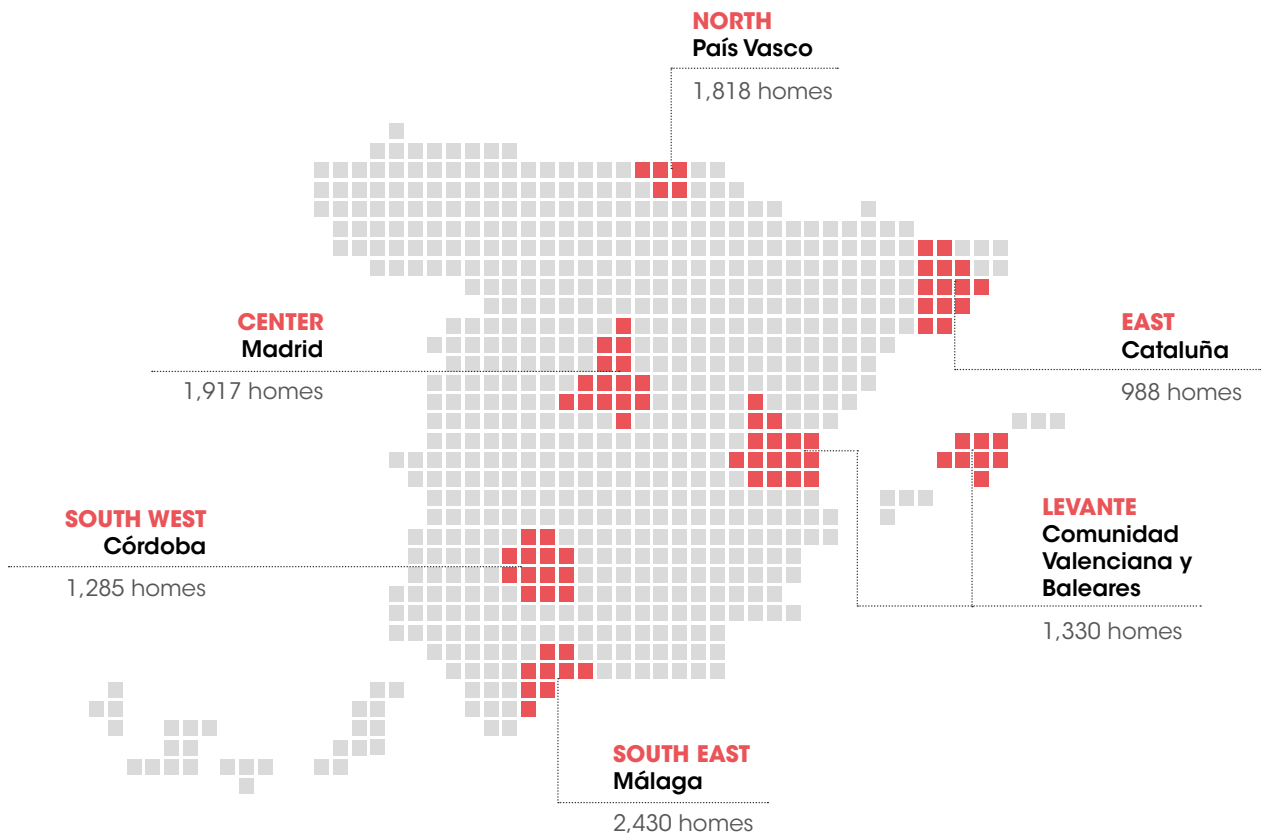 NORTH
País Vasco
1,818 homes
CENTER
Madrid
1,917 homes
EAST
Cataluña
988 homes
SOUTH WEST
Córdoba
1,285 homes
LEVANTE
Comunidad
Valenciana y
Baleares
1,330 homes
SOUTH EAST
Málaga
2,430 homes